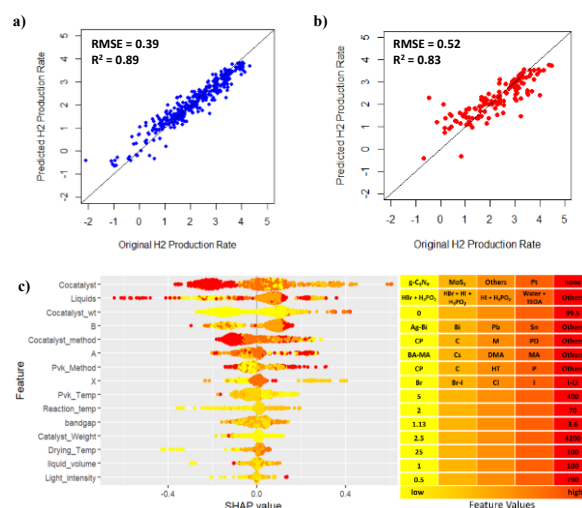 a)
RMSE = 0.39
R² = 0.89
Predicted H2 Production Rate
5
4
3
2
1
0
-1
-2
-2 -1 0 1 2 3 4 5
Original H2 Production Rate
b)
RMSE = 0.52
R² = 0.83
Predicted H2 Production Rate
5
4
3
2
1
0
-1
-2
-2 -1 0 1 2 3 4 5
Original H2 Production Rate
c)
Feature
Cocatalyst
Liquids
Cocatalyst_wt
B
Cocatalyst_method
A
Pvk_Method
X
Pvk_Temp
Reaction_temp
bandgap
Catalyst_Weight
Drying_Temp
liquid_volume
Light_intensity
-0.4 0.0 0.4
SHAP value
g-C₃N₄ MoS₂ Others Pt none
HBr + H₃PO₂ HBr + HI + H₃PO₂ HI + H₃PO₂ Water + TEOA Others
0 99.5
Ag-Bi Bi Pb Sn Others
CP C M PD Others
BA-MA Cs DMA MA Others
CP C HT P Others
Br Br-I Cl I I-Cl
5 400
2 70
1.13 3.6
2.5 4200
25 100
1 100
0.5 790
low high
Feature Values